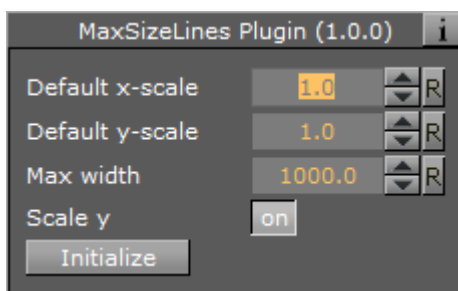 MaxSizeLines Plugin (1.0.0) i
Default x-scale 1.0 R
Default y-scale 1.0 R
Max width 1000.0 R
Scale y on
Initialize